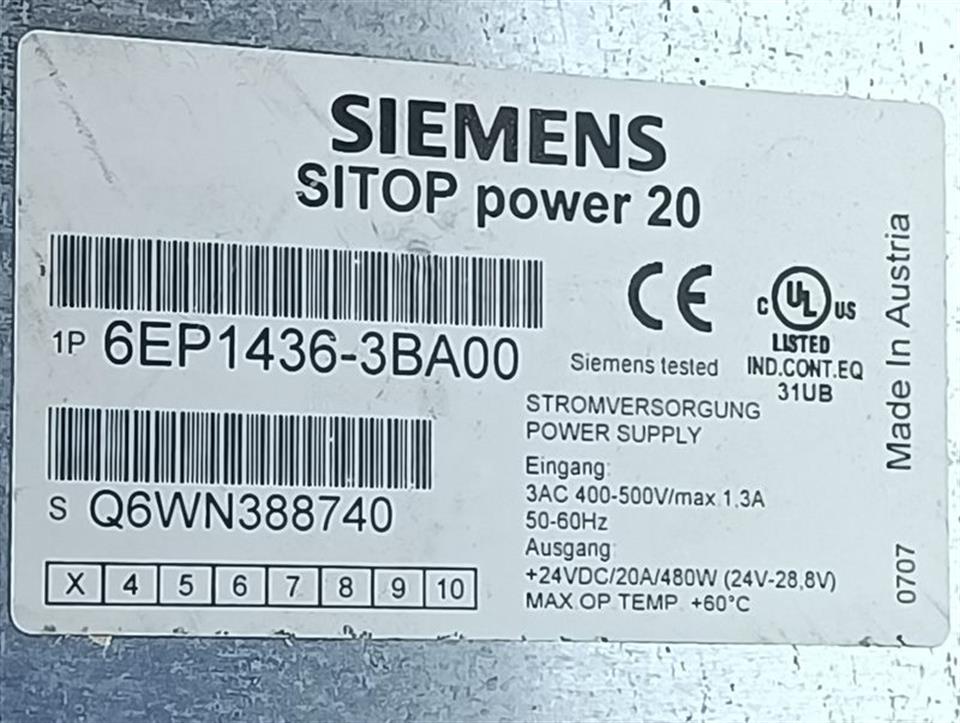 SIEMENS
SITOP power 20
1P 6EP1436-3BA00
S Q6WN388740
X 4 5 6 7 8 9 10
CE
Siemens tested
C UL US
LISTED
IND.CONT.EQ
31UB
STROMVERSORGUNG
POWER SUPPLY
Eingang:
3AC 400-500V/max 1.3A
50-60Hz
Ausgang:
+24VDC/20A/480W (24V-28,8V)
MAX.OP TEMP. +60°C
Made In Austria
0707